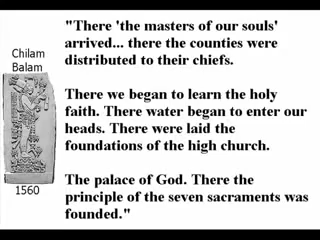 "There 'the masters of our souls'
arrived... there the counties were
distributed to their chiefs.
There we began to learn the holy
faith. There water began to enter our
heads. There were laid the
foundations of the high church.
The palace of God. There the
principle of the seven sacraments was
founded."
Chilam
Balam
1560